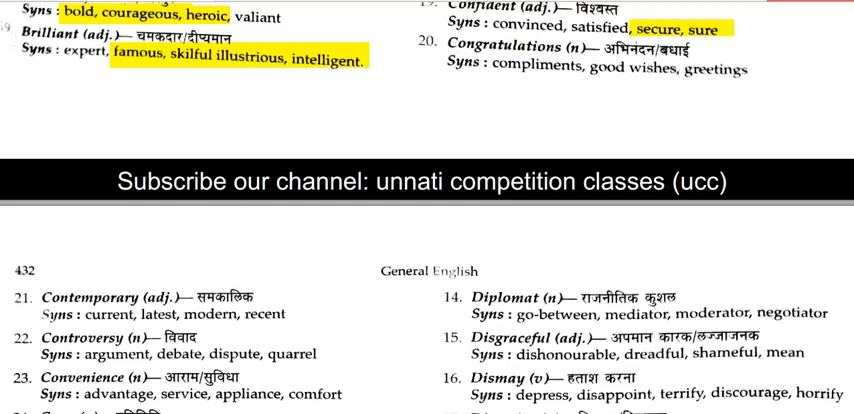 Syns : bold, courageous, heroic, valiant
Brilliant (adj.)— चमकदार/दीप्यमान
Syns : expert, famous, skilful illustrious, intelligent.
Confident (adj.)— विश्वस्त
Syns : convinced, satisfied, secure, sure
20. Congratulations (n)— अभिनंदन/बधाई
Syns : compliments, good wishes, greetings
Subscribe our channel: unnati competition classes (ucc)
432
General English
21. Contemporary (adj.)— समकालिक
Syns : current, latest, modern, recent
22. Controversy (n)— विवाद
Syns : argument, debate, dispute, quarrel
23. Convenience (n)— आराम/सुविधा
Syns : advantage, service, appliance, comfort
14. Diplomat (n)— राजनीतिक कुशल
Syns : go-between, mediator, moderator, negotiator
15. Disgraceful (adj.)— अपमान कारक/लज्जाजनक
Syns : dishonourable, dreadful, shameful, mean
16. Dismay (v)— हताश करना
Syns : depress, disappoint, terrify, discourage, horrify